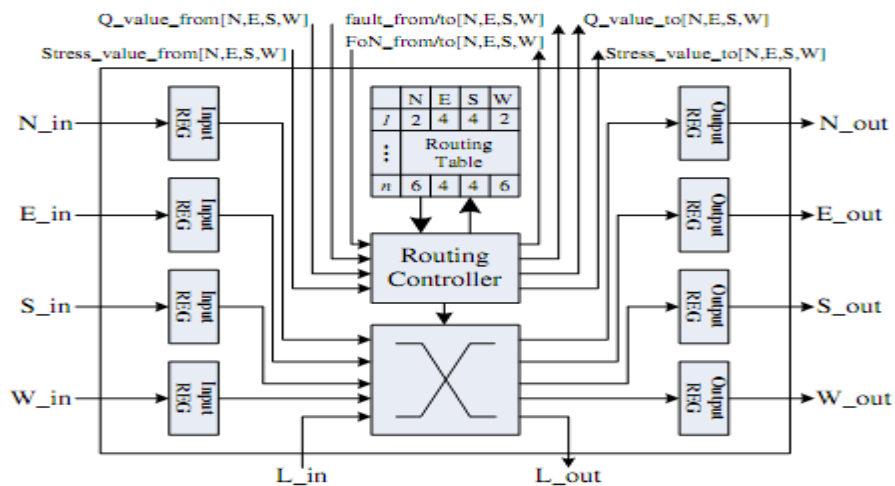 Q_value_from[N,E,S,W]
fault_from/to[N,E,S,W]
Q_value_to[N,E,S,W]
FoN_from/to[N,E,S,W]
Stress_value_from[N,E,S,W]
Stress_value_to[N,E,S,W]
N E S W
1 2 4 4 2
⋮ Routing
Table
n 6 4 4 6
N_in
Input
REG
Output
REG
N_out
E_in
Input
REG
Output
REG
E_out
Routing
Controller
S_in
Input
REG
Output
REG
S_out
W_in
Input
REG
Output
REG
W_out
L_in
L_out